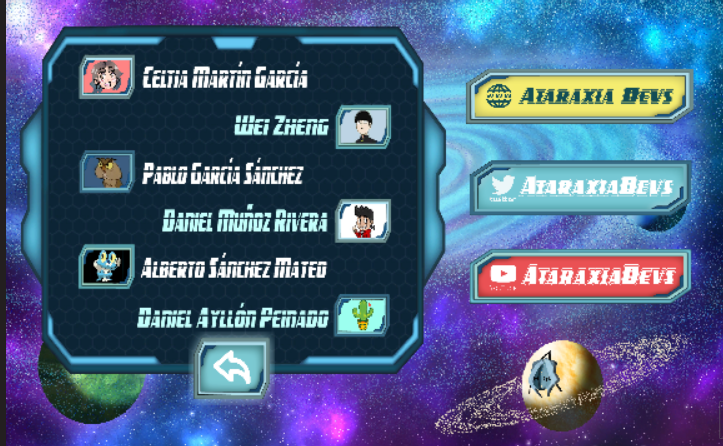 Celtia Martín García
Wei Zheng
Pablo García Sánchez
Daniel Muñoz Rivera
Alberto Sánchez Mateo
Daniel Ayllón Peinado
Ataraxia Devs
AtaraxiaDevs
AtaraxiaDevs